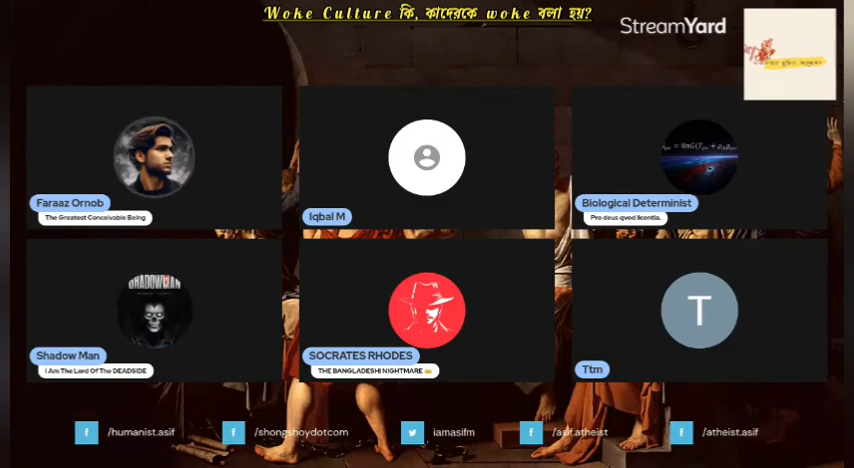 Woke Culture কি, কাদেরকে woke বলা হয়?
StreamYard
Faraaz Ornob
The Greatest Conceivable Being
Iqbal M
Biological Determinist
Pro deus qvod licentia.
SHADOWMAN
Shadow Man
I Am The Lord Of The DEADSIDE
SOCRATES RHODES
THE BANGLADESHI NIGHTMARE 👑
T
Ttm
/humanist.asif
/shongshoydotcom
iamasifm
/asif.atheist
/atheist.asif